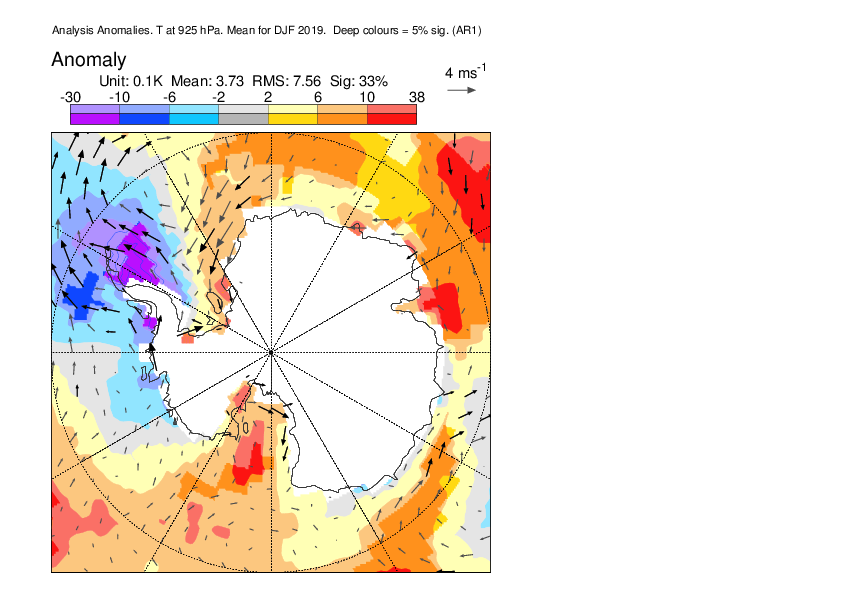 Analysis Anomalies. T at 925 hPa. Mean for DJF 2019.  Deep colours = 5% sig. (AR1)
Anomaly
4 ms-1
Unit: 0.1K  Mean: 3.73  RMS: 7.56  Sig: 33%
-30 -10 -6 -2 2 6 10 38